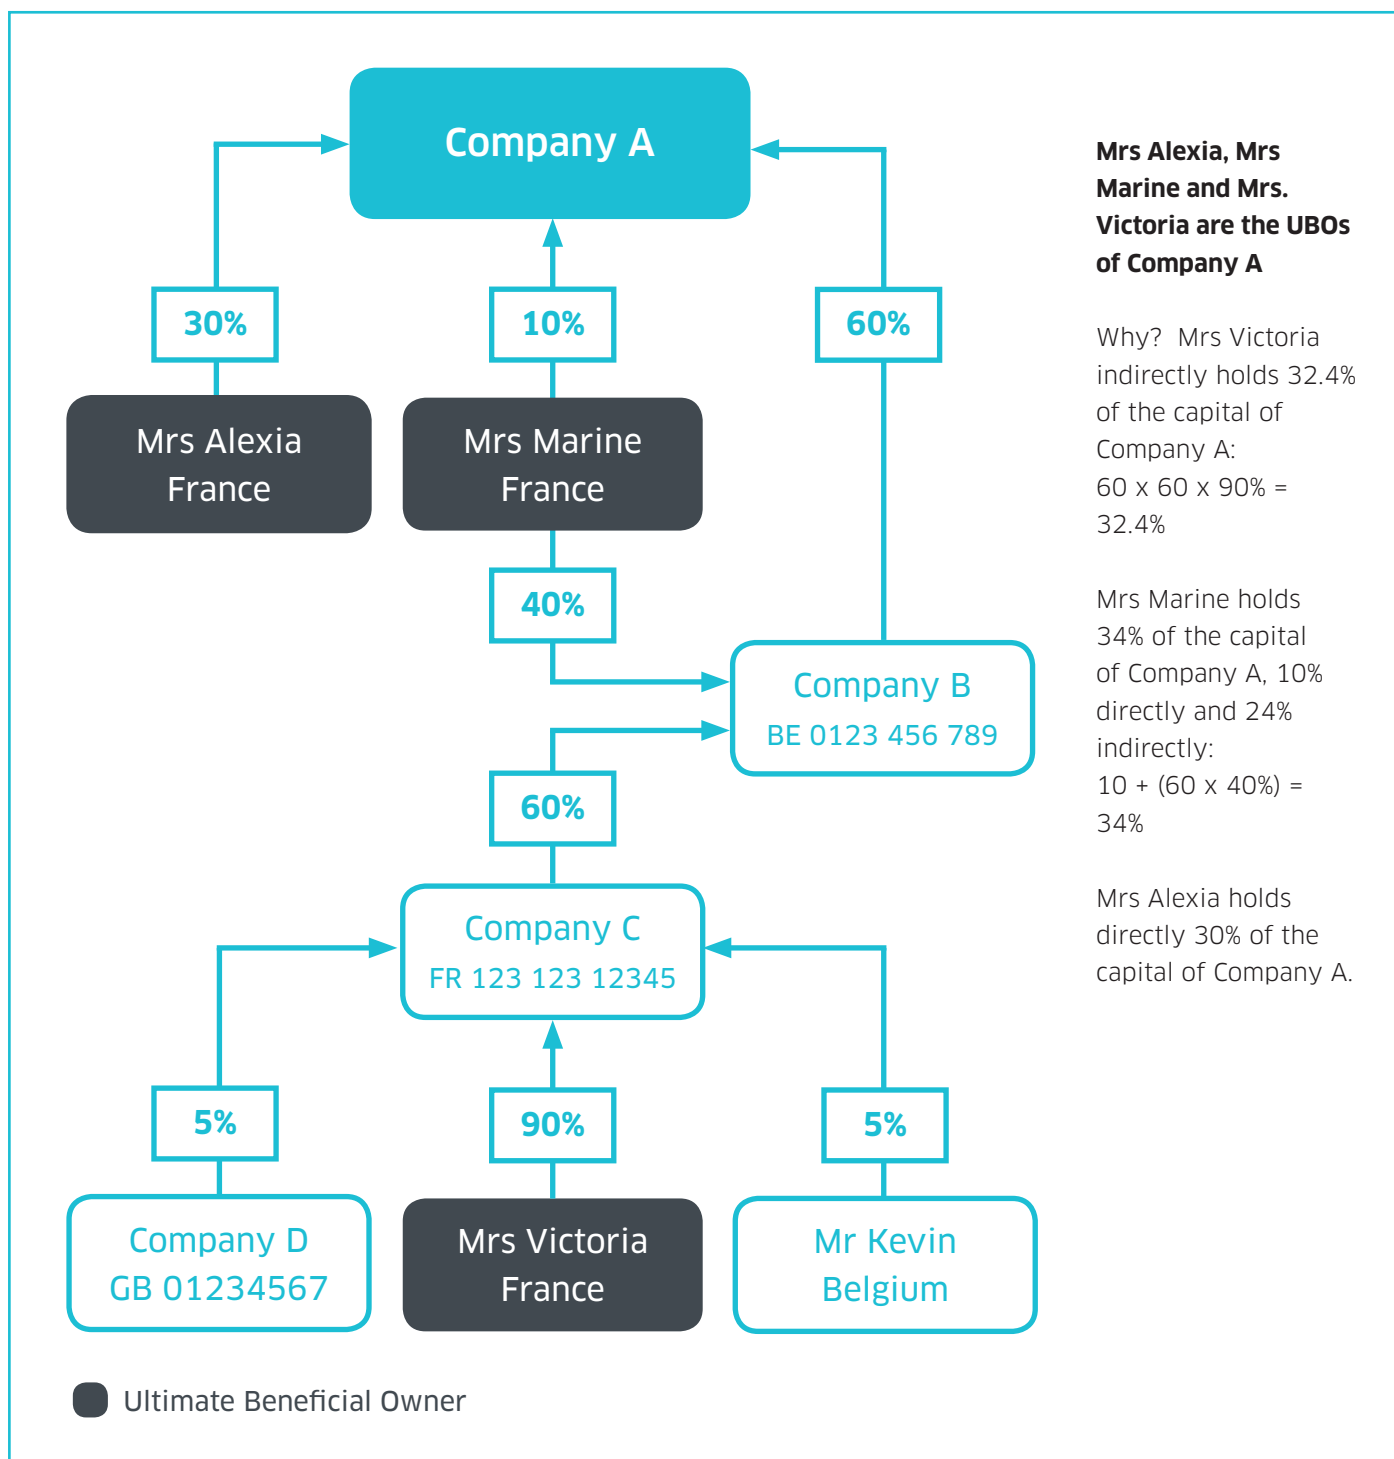 Company A
30%
10%
60%
Mrs Alexia
France
Mrs Marine
France
40%
Company B
BE 0123 456 789
60%
Company C
FR 123 123 12345
5%
90%
5%
Company D
GB 01234567
Mrs Victoria
France
Mr Kevin
Belgium
Ultimate Beneficial Owner
Mrs Alexia, Mrs
Marine and Mrs.
Victoria are the UBOs
of Company A
Why?  Mrs Victoria
indirectly holds 32.4%
of the capital of
Company A:
60 x 60 x 90% =
32.4%
Mrs Marine holds
34% of the capital
of Company A, 10%
directly and 24%
indirectly:
10 + (60 x 40%) =
34%
Mrs Alexia holds
directly 30% of the
capital of Company A.